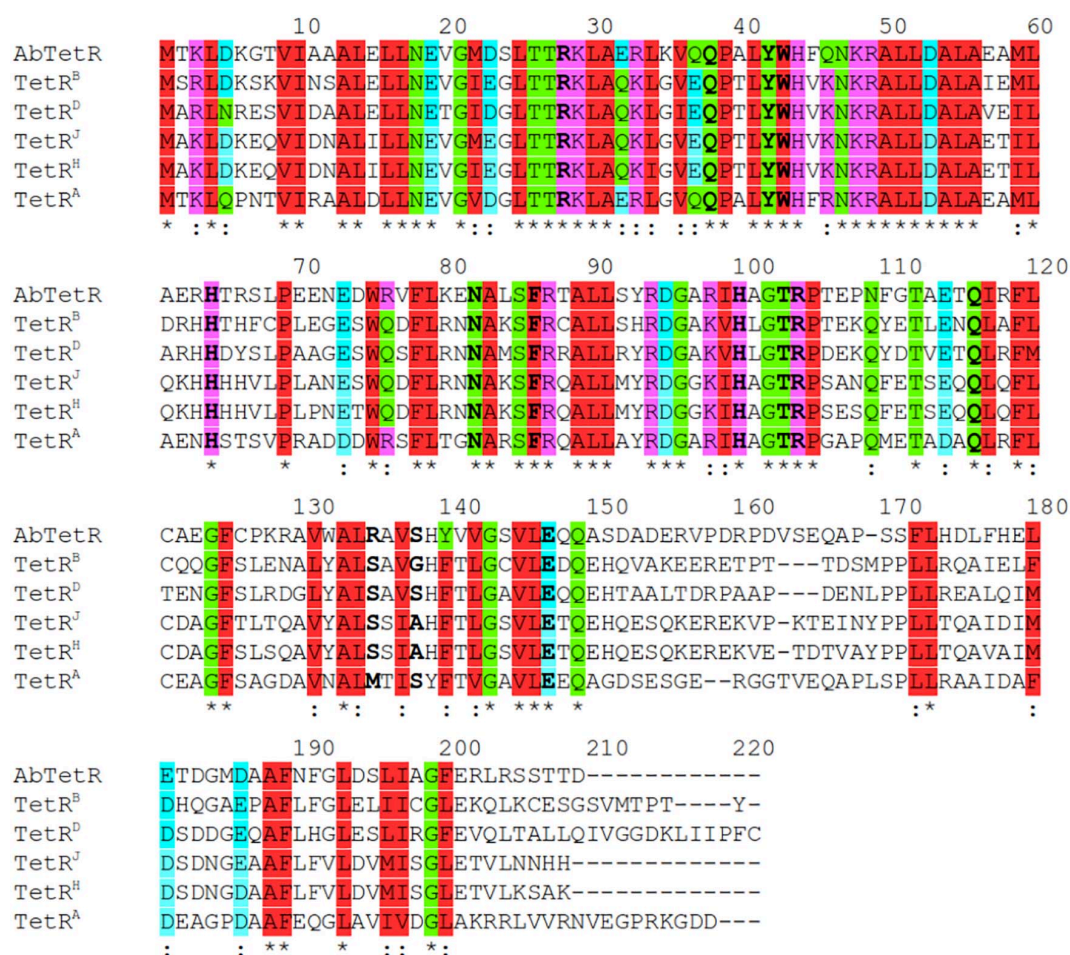 10 20 30 40 50 60
AbTetR MTKLDKGTVIAAALELLNEVGMDSLTTRKLAERLKVQQPALYWHFQNKRALLDALAEAML
TetRᴮ MSRLDKSKVINSALELLNEVGIEGLTTRKLAQKLGVEQPTLYWHVKNKRALLDALAIEML
TetRᴰ MARLNRESVIDAALELLNETGIDGLTTRKLAQKLGIEQPTLYWHVKNKRALLDALAVEIL
TetRᴶ MAKLDKEQVIDNALILLNEVGMEGLTTRKLAQKLGVEQPTLYWHVKNKRALLDALAETIL
TetRᴴ MAKLDKEQVIDNALILLNEVGIEGLTTRKLAQKIGVEQPTLYWHVKNKRALLDALAETIL
TetRᴬ MTKLQPNTVIRAALDLLNEVGVDGLTTRKLAERLGVQQPALYWHFRNKRALLDALAEAML
* :*:   **  ** **** *:: *******::: ::** **** :**********  :*
70 80 90 100 110 120
AbTetR AERHTRSLPEENEDWRVFLKENALSFRTALLSYRDGARIHAGTRPTEPNFGTAETQIRFL
TetRᴮ DRHHTHFCPLEGESWQDFLRNNAKSFRCALLSHRDGAKVHLGTRPTEKQYETLENQLAFL
TetRᴰ ARHHDYSLPAAGESWQSFLRNNAMSFRRALLRYRDGAKVHLGTRPDEKQYDTVETQLRFM
TetRᴶ QKHHHHVLPLANESWQDFLRNNAKSFRQALLMYRDGGKIHAGTRPSANQFETSEQQLQFL
TetRᴴ QKHHHHVLPLPNETWQDFLRNNAKSFRQALLMYRDGGKIHAGTRPSESQFETSEQQLQFL
TetRᴬ AENHSTSVPRADDDWRSFLTGNARSFRQALLAYRDGARIHAGTRPGAPQMETADAQLRFL
*    *   : *: **  *  *** ***  *** ::* ****   :  * : ** *:
130 140 150 160 170 180
AbTetR CAEGFCPKRAVWALRAVSHYVVGSVLEQQASDADERVPDRPDVSEQAP-SSFLHDLFHEL
TetRᴮ CQQGFSLENALYALSAVGHFTLGCVLEDQEHQVAKEERETPT---TDSMPPLLRQAIELF
TetRᴰ TENGFSLRDGLYAISAVSHFTLGAVLEQQEHTAALTDRPAAP---DENLPPLLREALQIM
TetRᴶ CDAGFTLTQAVYALSSIAHFTLGSVLETQEHQESQKEREKVP-KTEINYPPLLTQAIDIM
TetRᴴ CDAGFSLSQAVYALSSIAHFTLGSVLETQEHQESQKEREKVE-TDTVAYPPLLTQAVAIM
TetRᴬ CEAGFSAGDAVNALMTISYFTVGAVLEEQAGDSESGE--RGGTVEQAPLSPLLRAAIDAF
**     : *:  :  : :* *** *                      :*      :
190 200 210 220
AbTetR ETDGMDAAAFNFGLDSLIAGFERLRSSTTD------------
TetRᴮ DHQGAEPAFLFGLELIICGLEKQLKCESGSVMTPT----Y-
TetRᴰ DSDDGEQAFLHGLESLIRGFEVQLTALLQIVGGDKLIIPFC
TetRᴶ DSDNGEAAFLFVLDVMISGLETVLNNHH-------------
TetRᴴ DSDNGDAAFLFVLDVMISGLETVLKSAK-------------
TetRᴬ DEAGPDAAFEQGLAVIVDGLAKRRLVVRNVEGPRKGDD---
:    : **   *  :: *: